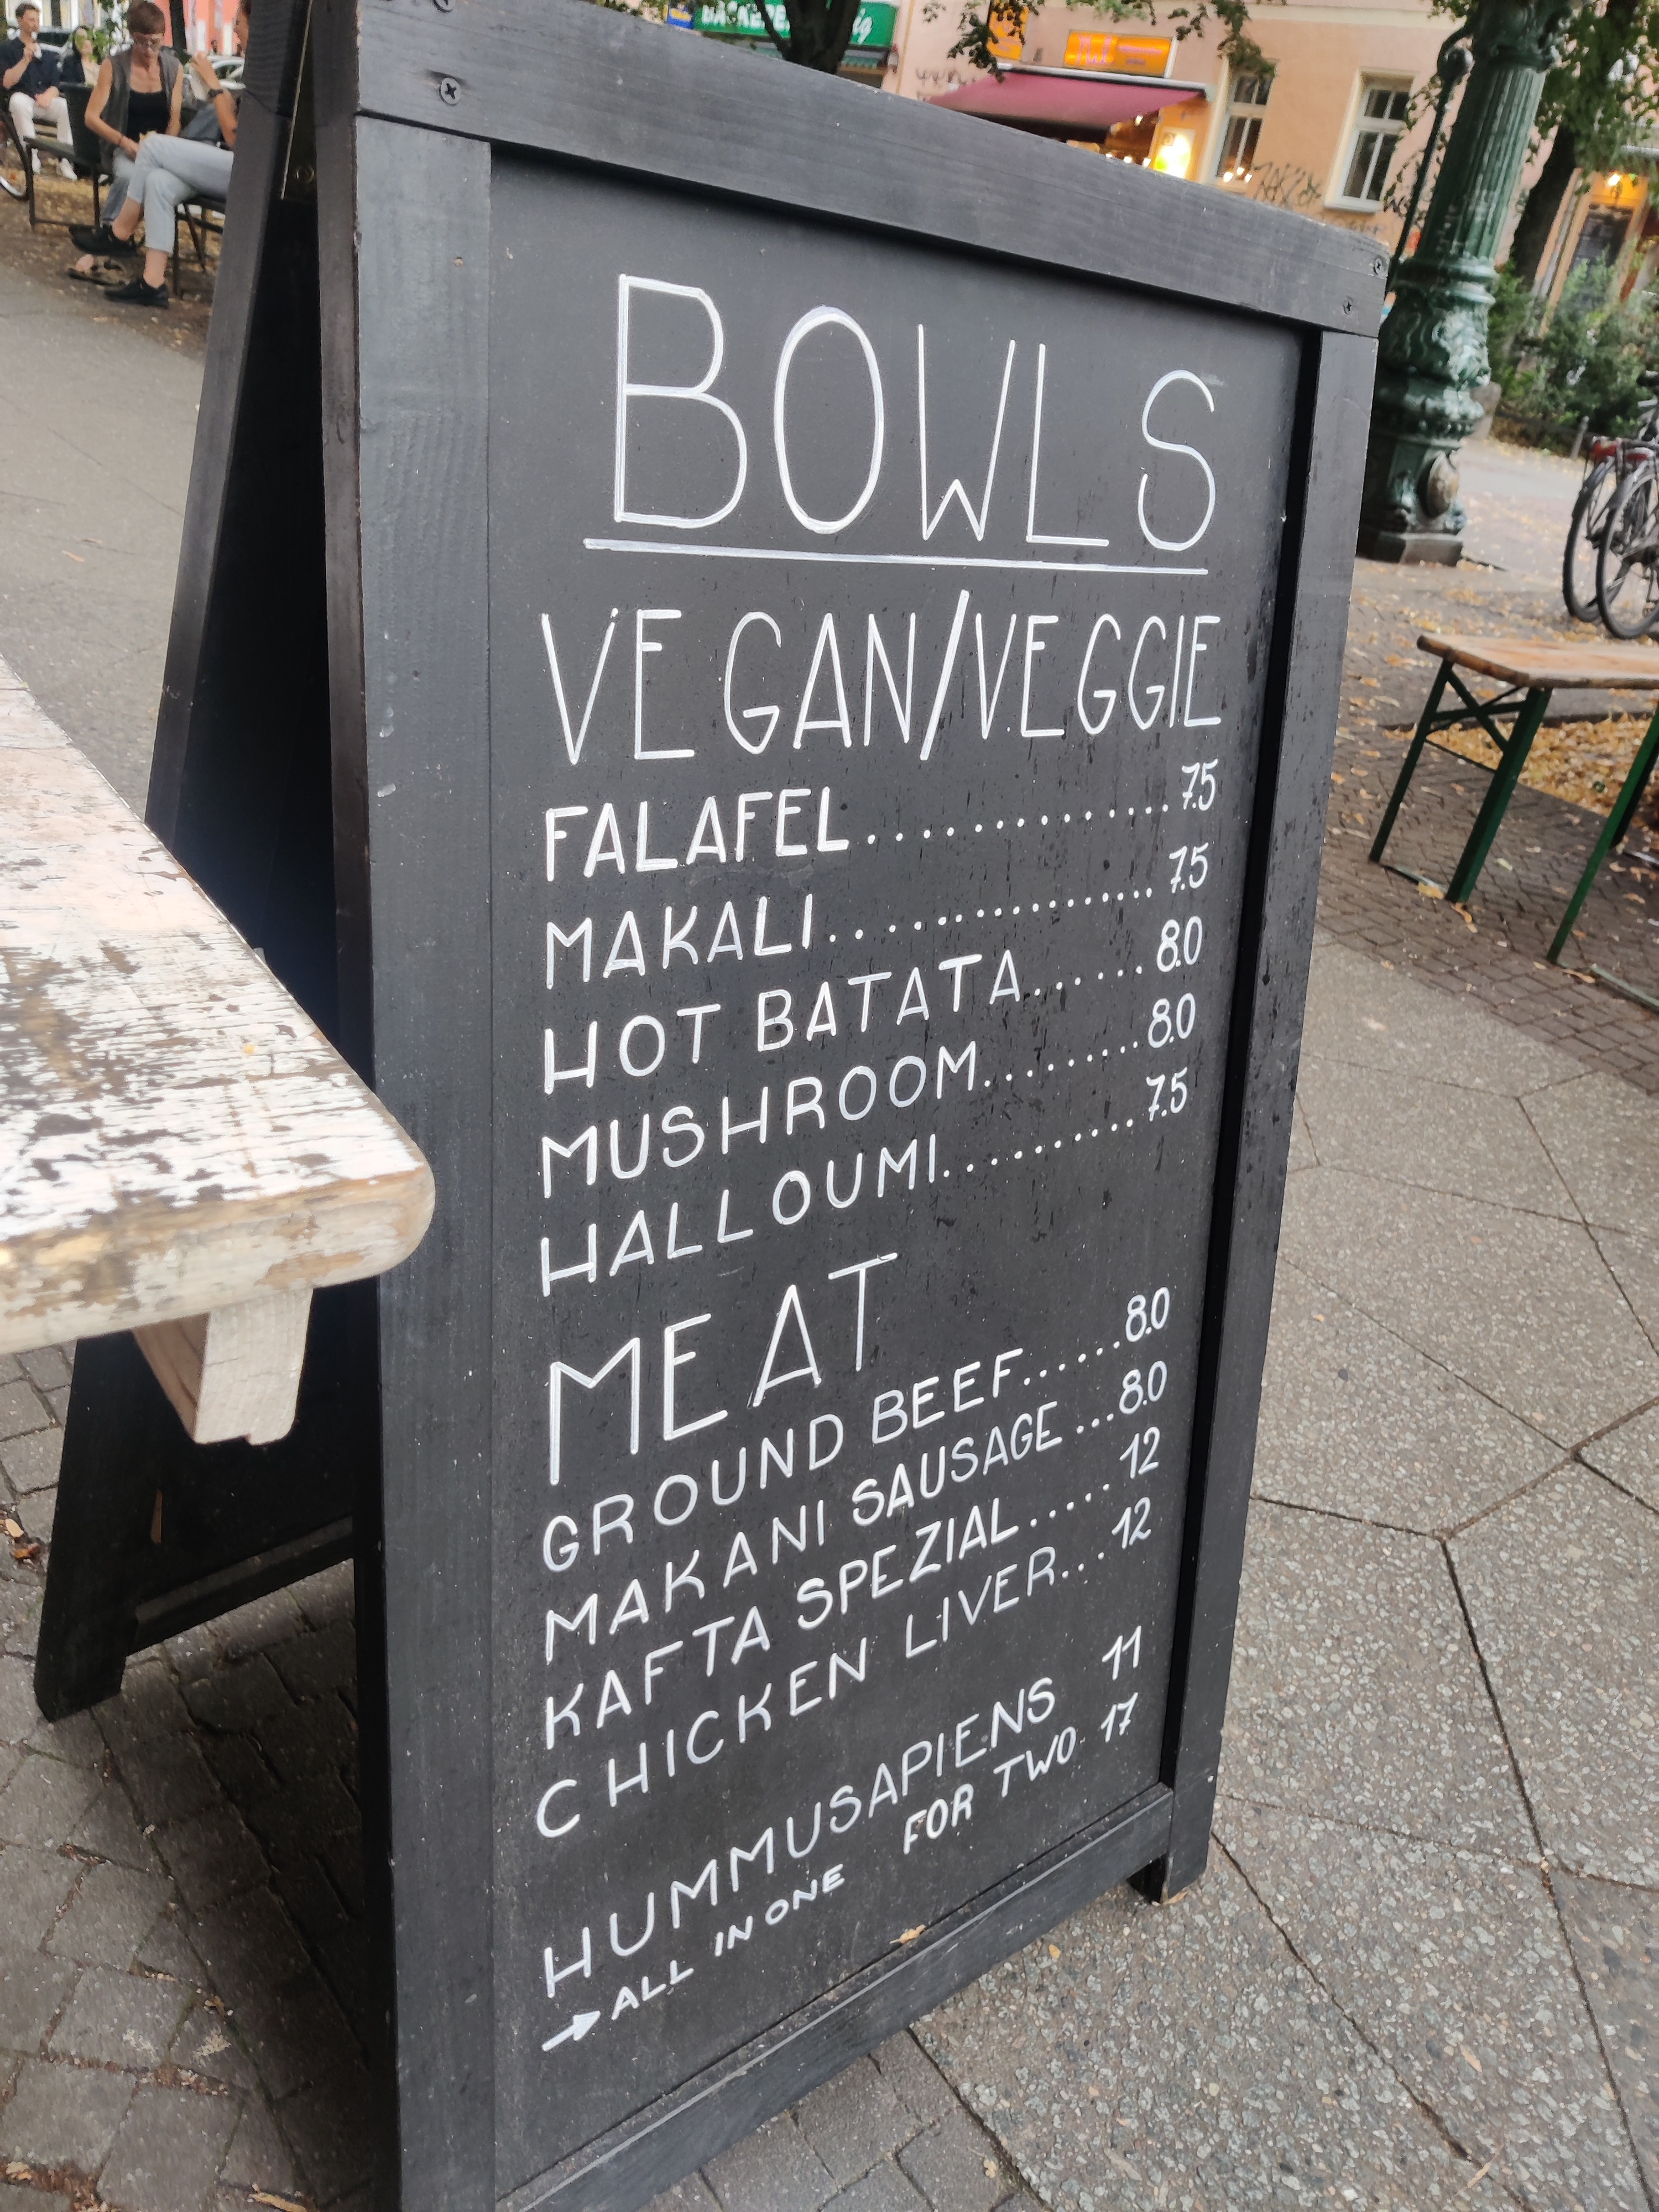 BOWLS
VEGAN/VEGGIE
FALAFEL............... 7.5
MAKALI.................. 7.5
HOT BATATA...... 8.0
MUSHROOM........ 8.0
HALLOUMI.......... 7.5
MEAT
GROUND BEEF...... 8.0
MAKANI SAUSAGE ... 8.0
KAFTA SPEZIAL..... 12
CHICKEN LIVER... 12
HUMMUSAPIENS 11
→ ALL IN ONE FOR TWO 17